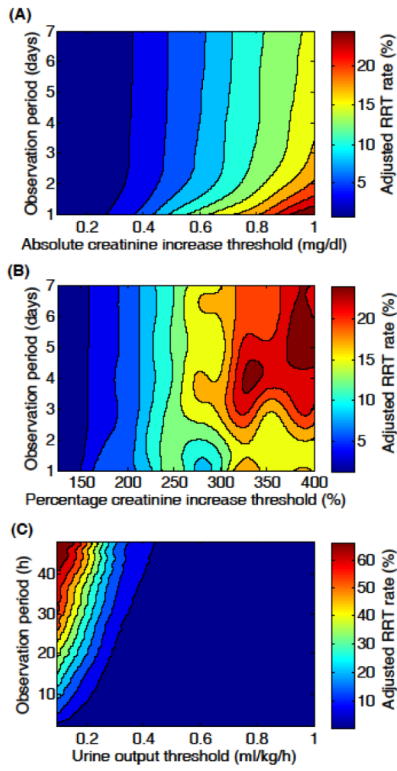 (A)
7
6
5
4
3
2
1
0.2 0.4 0.6 0.8 1
Observation period (days)
Absolute creatinine increase threshold (mg/dl)
20
15
10
5
Adjusted RRT rate (%)
(B)
7
6
5
4
3
2
1
150 200 250 300 350 400
Observation period (days)
Percentage creatinine increase threshold (%)
20
15
10
5
Adjusted RRT rate (%)
(C)
40
30
20
10
0.2 0.4 0.6 0.8 1
Observation period (h)
Urine output threshold (ml/kg/h)
60
50
40
30
20
10
Adjusted RRT rate (%)